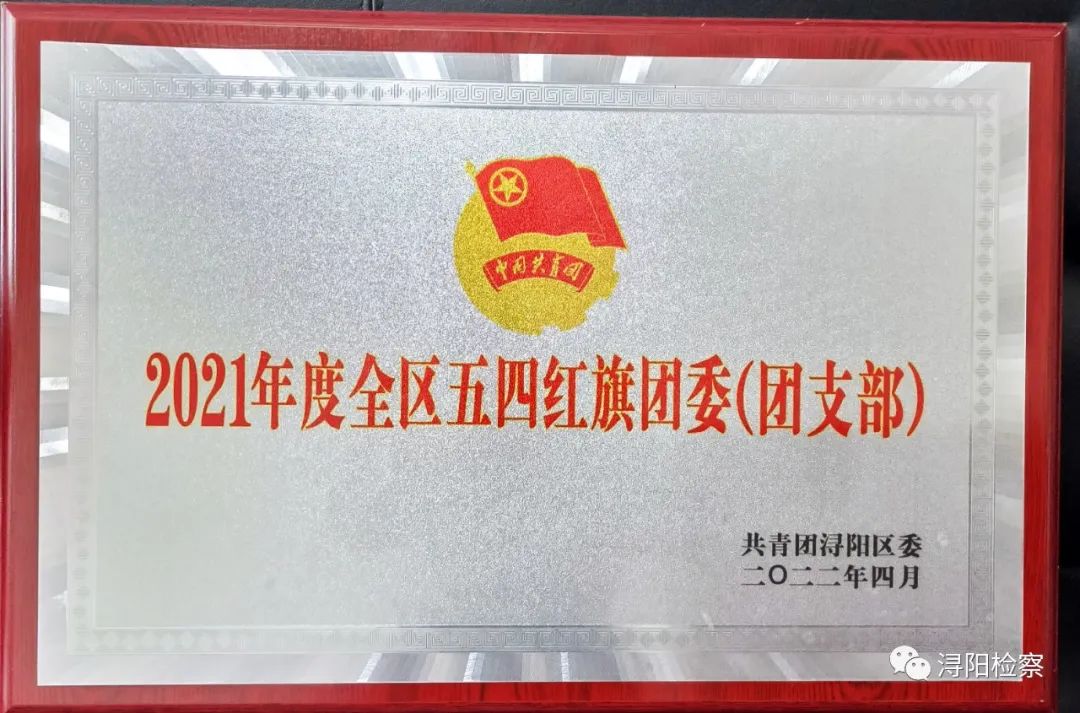 中国共青团
2021年度全区五四红旗团委(团支部)
共青团浔阳区委
二〇二二年四月
浔阳检察